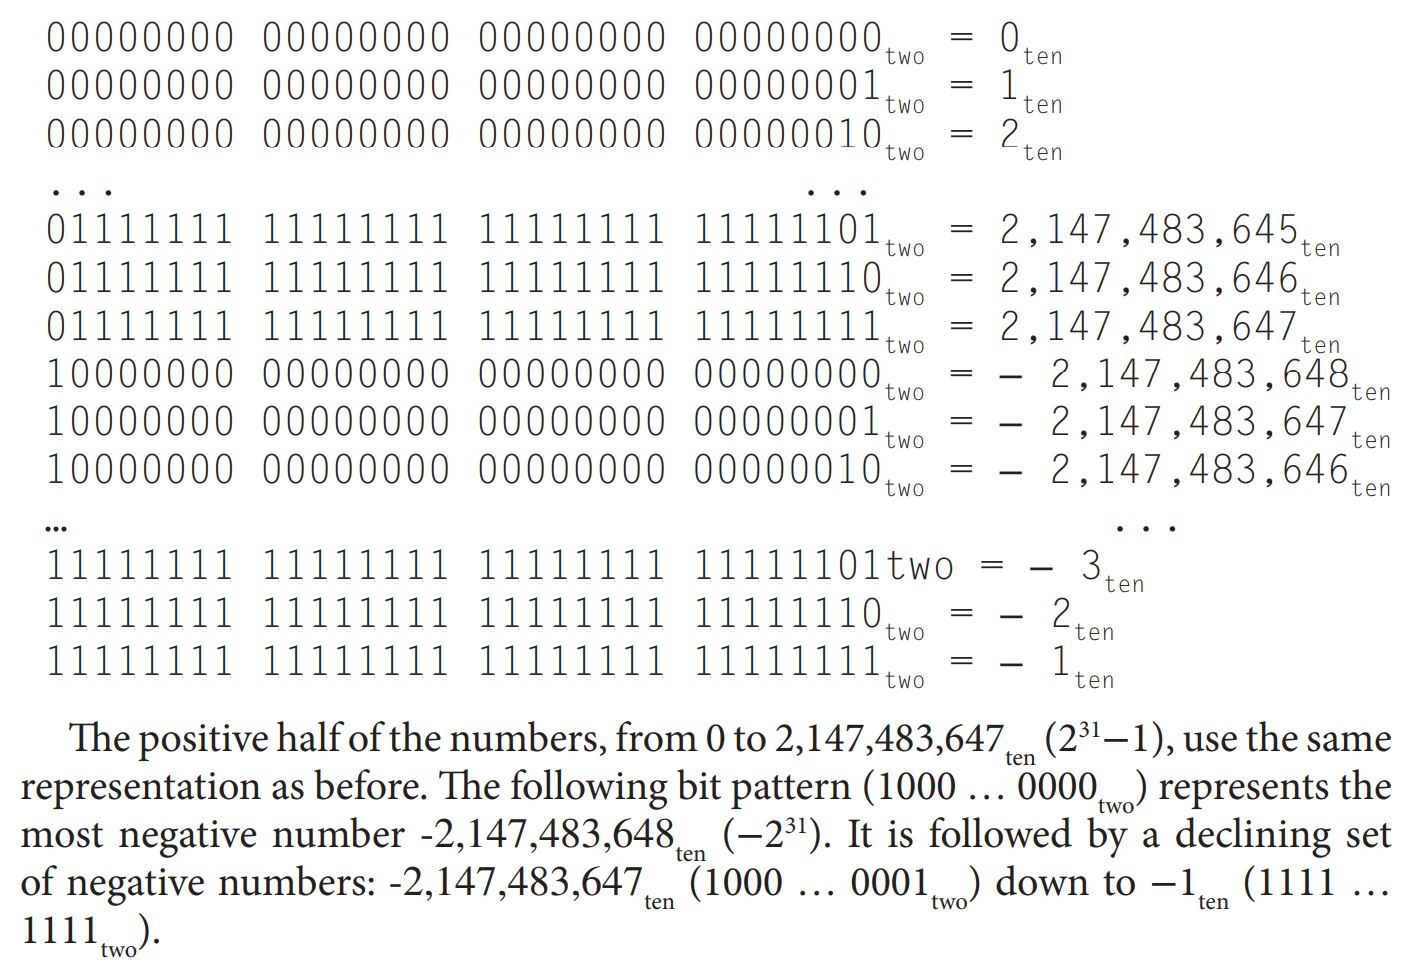 00000000 00000000 00000000 00000000two = 0ten
00000000 00000000 00000000 00000001two = 1ten
00000000 00000000 00000000 00000010two = 2ten
... ...
01111111 11111111 11111111 11111101two = 2,147,483,645ten
01111111 11111111 11111111 11111110two = 2,147,483,646ten
01111111 11111111 11111111 11111111two = 2,147,483,647ten
10000000 00000000 00000000 00000000two = – 2,147,483,648ten
10000000 00000000 00000000 00000001two = – 2,147,483,647ten
10000000 00000000 00000000 00000010two = – 2,147,483,646ten
… ...
11111111 11111111 11111111 11111101two = – 3ten
11111111 11111111 11111111 11111110two = – 2ten
11111111 11111111 11111111 11111111two = – 1ten
The positive half of the numbers, from 0 to 2,147,483,647ten (2³¹−1), use the same
representation as before. The following bit pattern (1000 … 0000two) represents the
most negative number -2,147,483,648ten (−2³¹). It is followed by a declining set
of negative numbers: -2,147,483,647ten (1000 … 0001two) down to −1ten (1111 …
1111two).